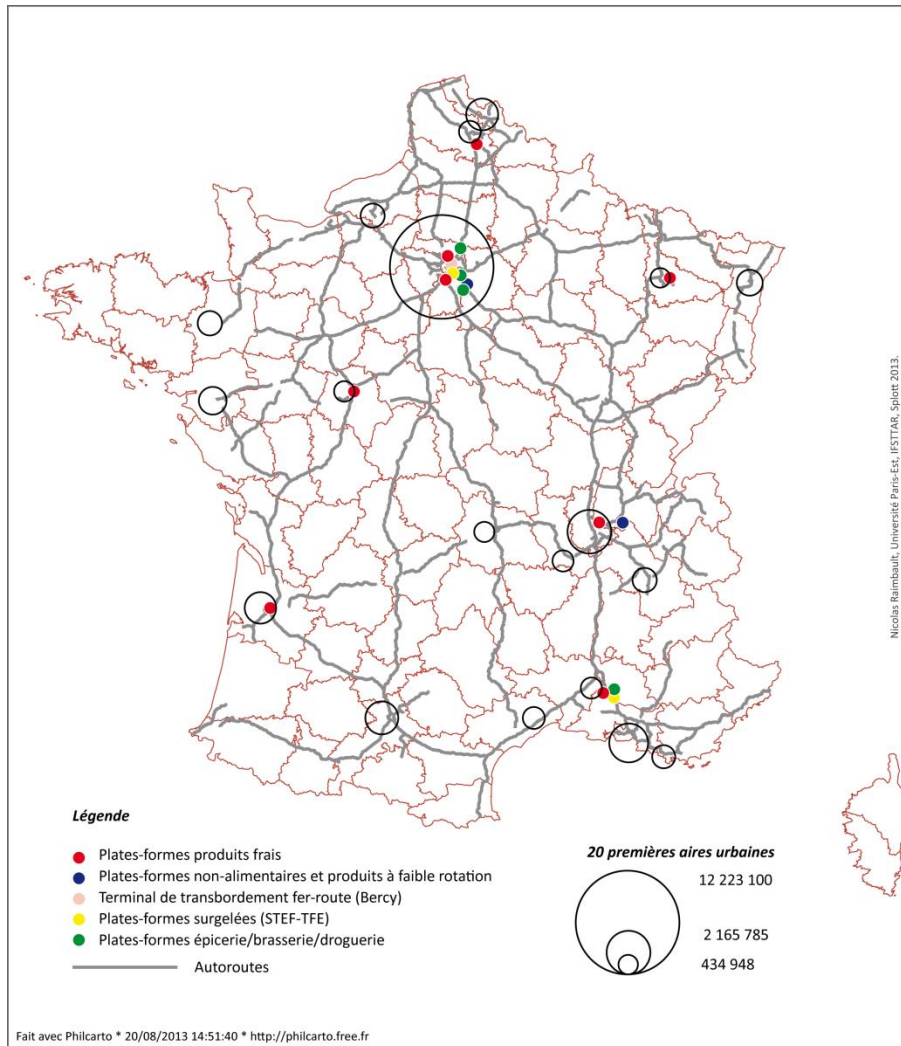 Nicolas Raimbault, Université Paris-Est, IFSTTAR, Splott 2013.
Légende
Plates-formes produits frais
Plates-formes non-alimentaires et produits à faible rotation
Terminal de transbordement fer-route (Bercy)
Plates-formes surgelées (STEF-TFE)
Plates-formes épicerie/brasserie/droguerie
Autoroutes
20 premières aires urbaines
12 223 100
2 165 785
434 948
Fait avec Philcarto * 20/08/2013 14:51:40 * http://philcarto.free.fr